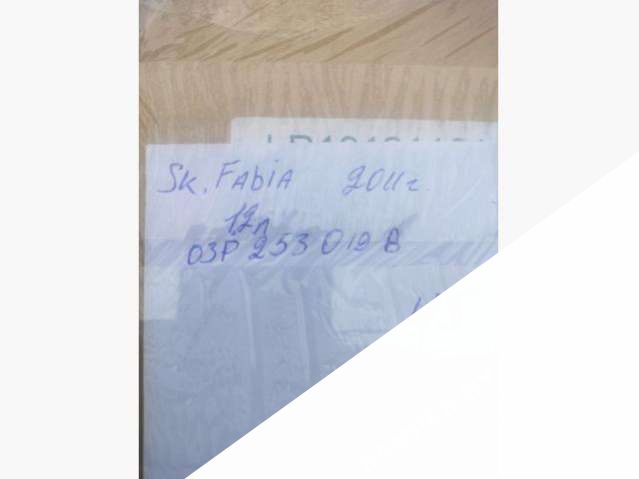 Sk. FAbiA 2011г.
1,2л
03P 253 019 B